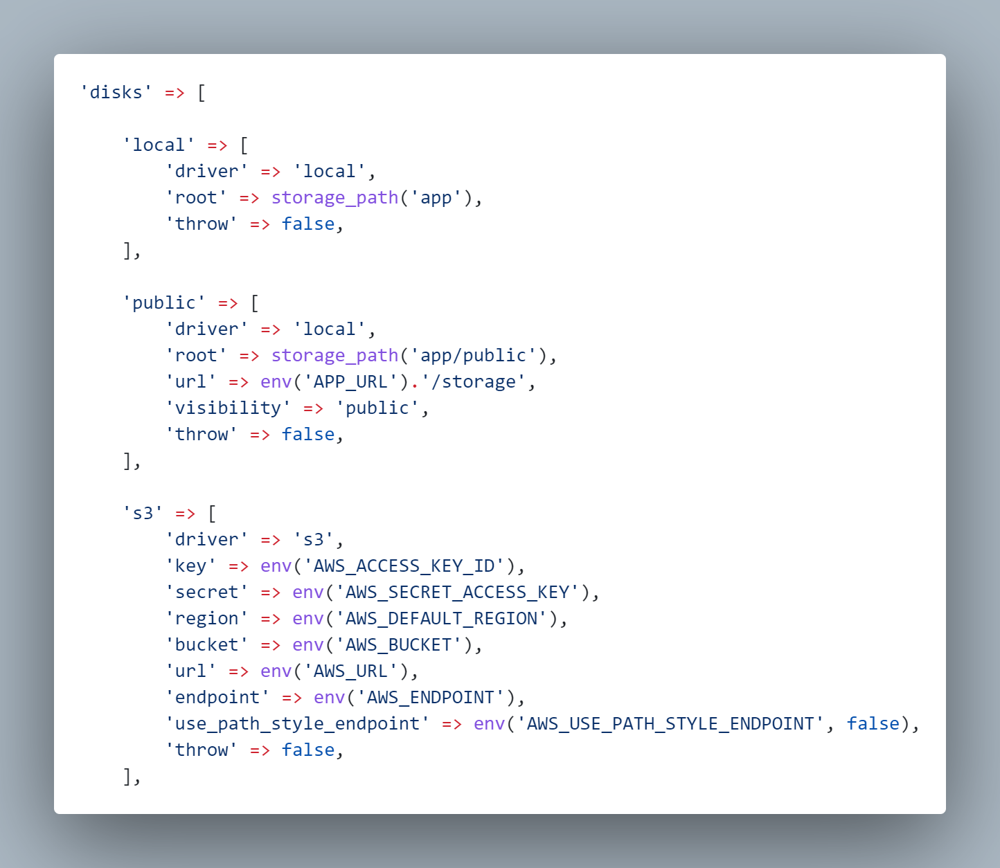 'disks' => [

    'local' => [
        'driver' => 'local',
        'root' => storage_path('app'),
        'throw' => false,
    ],

    'public' => [
        'driver' => 'local',
        'root' => storage_path('app/public'),
        'url' => env('APP_URL').'/storage',
        'visibility' => 'public',
        'throw' => false,
    ],

    's3' => [
        'driver' => 's3',
        'key' => env('AWS_ACCESS_KEY_ID'),
        'secret' => env('AWS_SECRET_ACCESS_KEY'),
        'region' => env('AWS_DEFAULT_REGION'),
        'bucket' => env('AWS_BUCKET'),
        'url' => env('AWS_URL'),
        'endpoint' => env('AWS_ENDPOINT'),
        'use_path_style_endpoint' => env('AWS_USE_PATH_STYLE_ENDPOINT', false),
        'throw' => false,
    ],